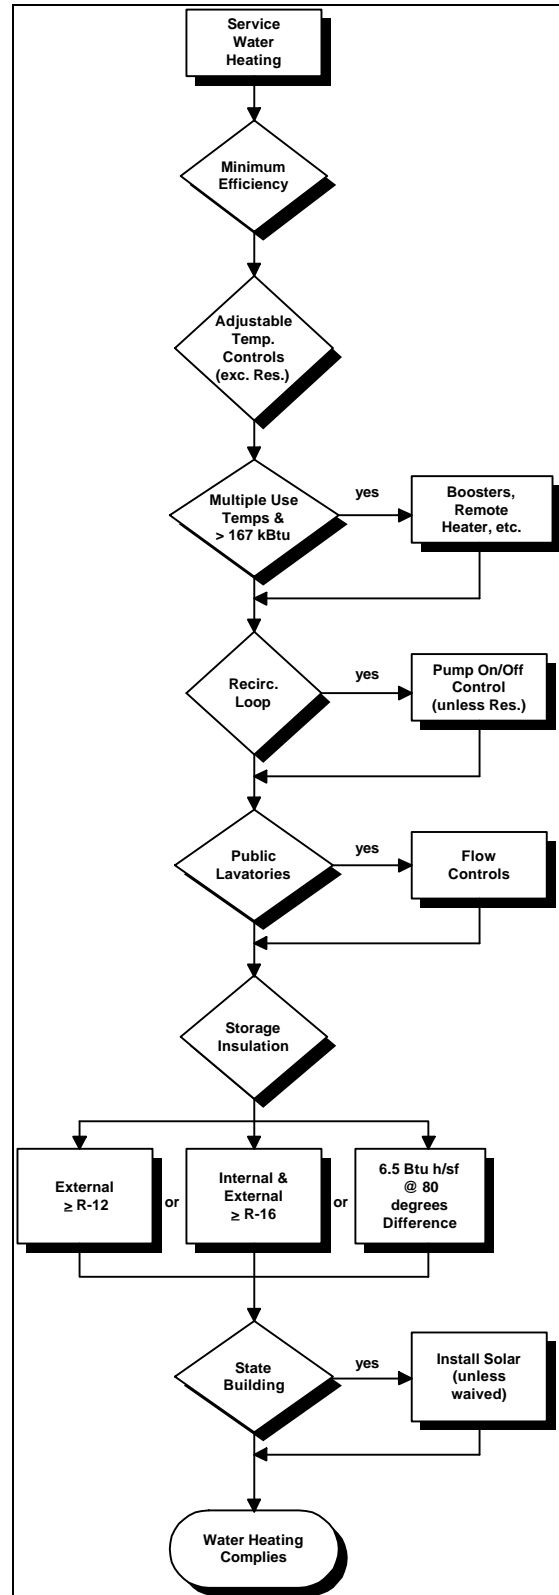 Service
Water
Heating
Minimum
Efficiency
Adjustable
Temp.
Controls
(exc. Res.)
Multiple Use
Temps &
> 167 kBtu
yes
Boosters,
Remote
Heater, etc.
Recirc.
Loop
yes
Pump On/Off
Control
(unless Res.)
Public
Lavatories
yes
Flow
Controls
Storage
Insulation
External
≥ R-12
or
Internal &
External
≥ R-16
or
6.5 Btu h/sf
@ 80
degrees
Difference
State
Building
yes
Install Solar
(unless
waived)
Water Heating
Complies